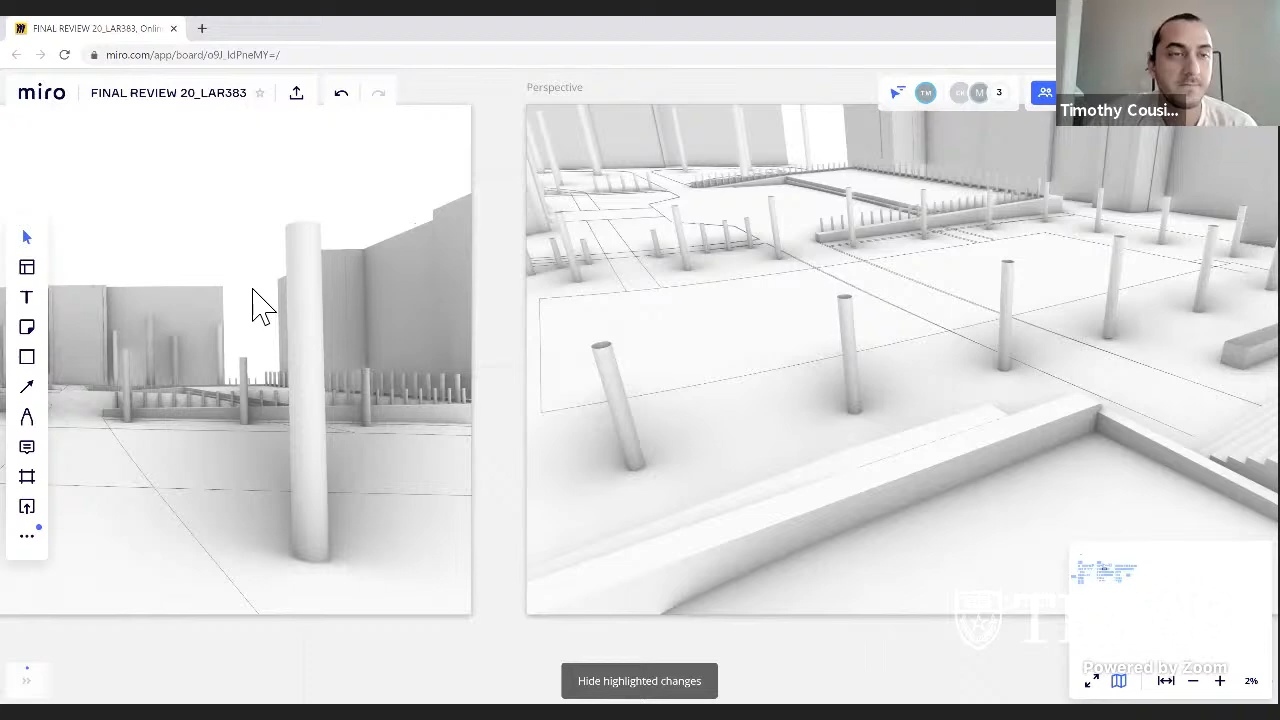 FINAL REVIEW 20_LAR383, Onlin
miro.com/app/board/o9J_ldPneMY=/
miro
FINAL REVIEW 20_LAR383
Perspective
TM
M
3
Timothy Cousi...
T
Hide highlighted changes
Powered by Zoom
2%